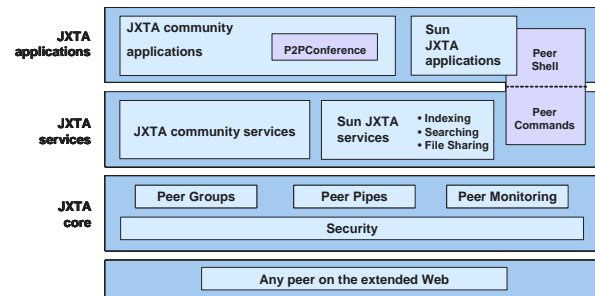 JXTA
applications
JXTA community
applications
P2PConference
Sun
JXTA
applications
Peer
Shell
JXTA
services
JXTA community services
Sun JXTA
services
• Indexing
• Searching
• File Sharing
Peer
Commands
JXTA
core
Peer Groups
Peer Pipes
Peer Monitoring
Security
Any peer on the extended Web